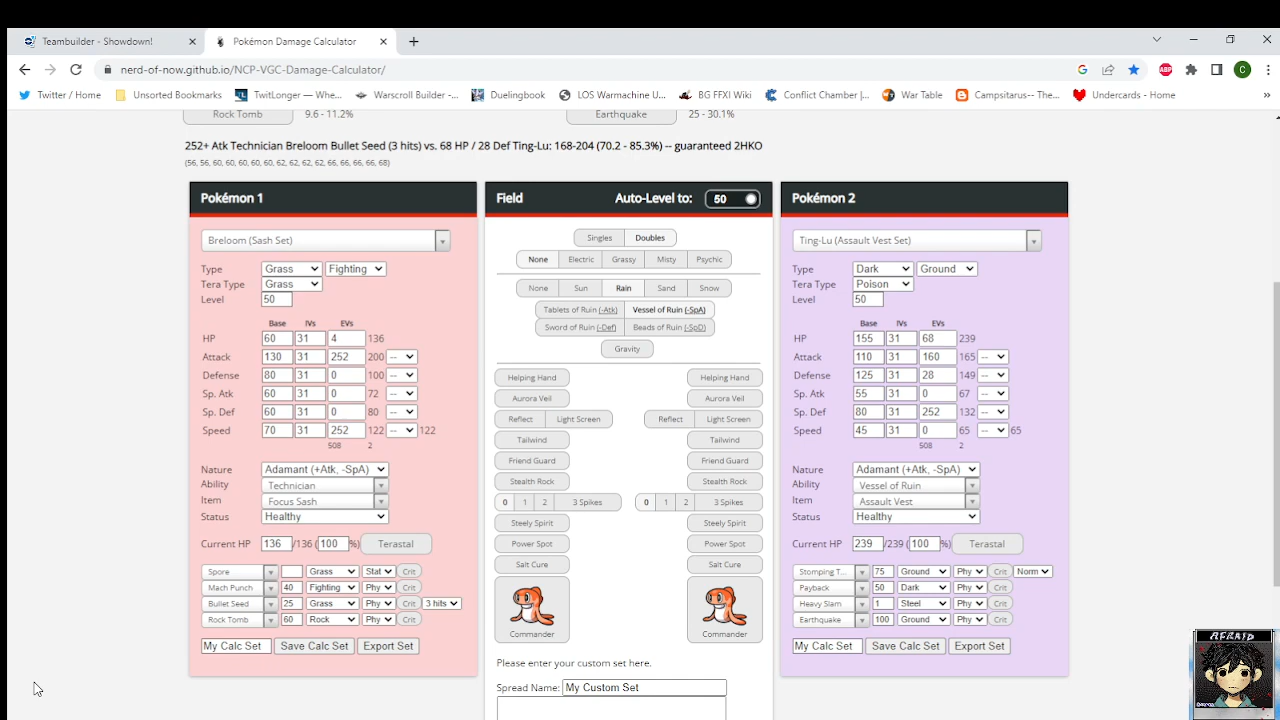 Teambuilder - Showdown!
Pokémon Damage Calculator
nerd-of-now.github.io/NCP-VGC-Damage-Calculator/
Twitter / Home Unsorted Bookmarks TwitLonger — Whe... Warscroll Builder -... Duelingbook LOS Warmachine U... BG FFXI Wiki Conflict Chamber |... War Table Campsitarus-- The... Undercards - Home »
Rock Tomb 9.6 - 11.2% Earthquake 25 - 30.1%
252+ Atk Technician Breloom Bullet Seed (3 hits) vs. 68 HP / 28 Def Ting-Lu: 168-204 (70.2 - 85.3%) -- guaranteed 2HKO
(56, 56, 60, 60, 60, 60, 60, 62, 62, 62, 62, 66, 66, 66, 66, 68)
Pokémon 1
Breloom (Sash Set)
Type Grass Fighting
Tera Type Grass
Level 50
Base IVs EVs
HP 60 31 4 136
Attack 130 31 252 200 --
Defense 80 31 0 100 --
Sp. Atk 60 31 0 72 --
Sp. Def 60 31 0 80 --
Speed 70 31 252 122 -- 122
508 2
Nature Adamant (+Atk, -SpA)
Ability Technician
Item Focus Sash
Status Healthy
Current HP 136 /136 ( 100 %) Terastal
Spore Grass Stat Crit
Mach Punch 40 Fighting Phy Crit
Bullet Seed 25 Grass Phy Crit 3 hits
Rock Tomb 60 Rock Phy Crit
My Calc Set Save Calc Set Export Set
Field Auto-Level to: 50
Singles Doubles
None Electric Grassy Misty Psychic
None Sun Rain Sand Snow
Tablets of Ruin (-Atk) Vessel of Ruin (-SpA)
Sword of Ruin (-Def) Beads of Ruin (-SpD)
Gravity
Helping Hand Helping Hand
Aurora Veil Aurora Veil
Reflect Light Screen Reflect Light Screen
Tailwind Tailwind
Friend Guard Friend Guard
Stealth Rock Stealth Rock
0 1 2 3 Spikes 0 1 2 3 Spikes
Steely Spirit Steely Spirit
Power Spot Power Spot
Salt Cure Salt Cure
Commander Commander
Please enter your custom set here.
Spread Name: My Custom Set
Pokémon 2
Ting-Lu (Assault Vest Set)
Type Dark Ground
Tera Type Poison
Level 50
Base IVs EVs
HP 155 31 68 239
Attack 110 31 160 165 --
Defense 125 31 28 149 --
Sp. Atk 55 31 0 67 --
Sp. Def 80 31 252 132 --
Speed 45 31 0 65 -- 65
508 2
Nature Adamant (+Atk, -SpA)
Ability Vessel of Ruin
Item Assault Vest
Status Healthy
Current HP 239 /239 ( 100 %) Terastal
Stomping T... 75 Ground Phy Crit Norm
Payback 50 Dark Phy Crit
Heavy Slam 1 Steel Phy Crit
Earthquake 100 Ground Phy Crit
My Calc Set Save Calc Set Export Set
AFRAID